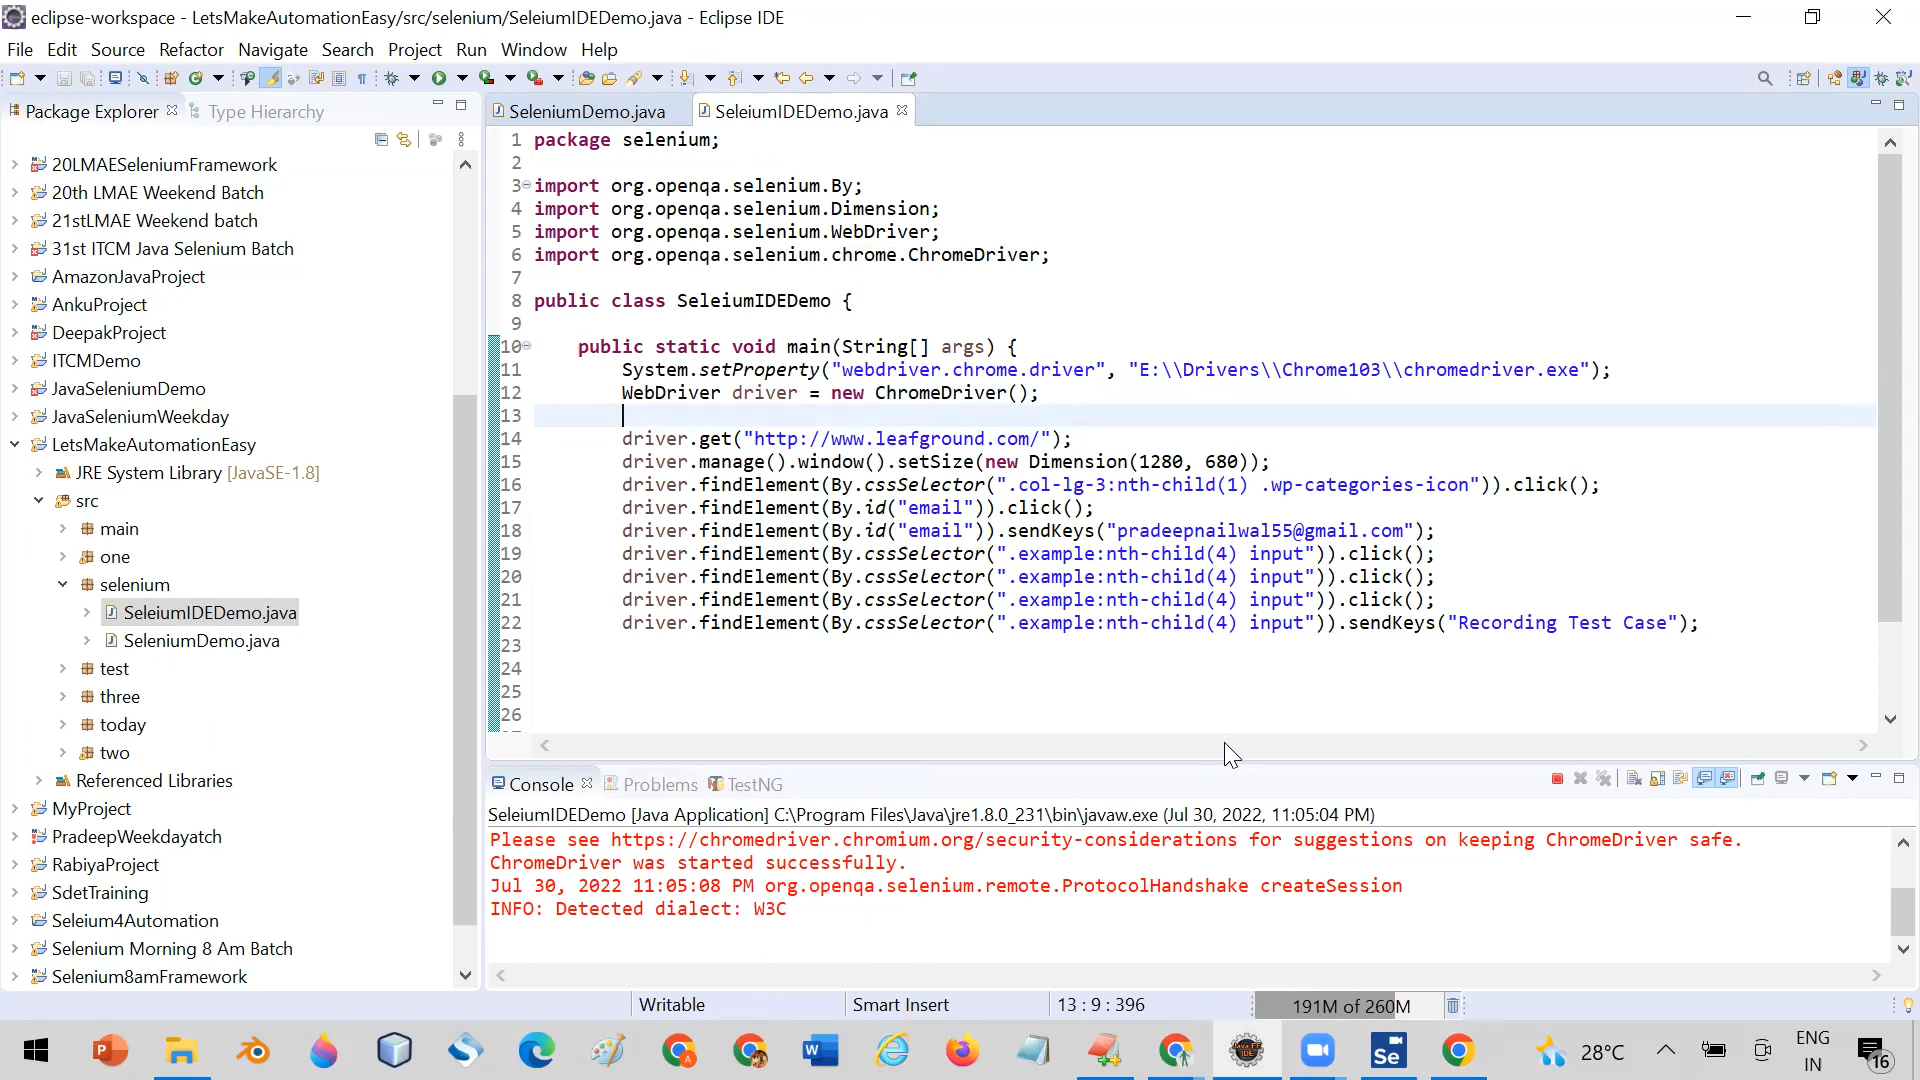 eclipse-workspace - LetsMakeAutomationEasy/src/selenium/SeleiumIDEDemo.java - Eclipse IDE
File Edit Source Refactor Navigate Search Project Run Window Help
Package Explorer Type Hierarchy
20LMAESeleniumFramework
20th LMAE Weekend Batch
21stLMAE Weekend batch
31st ITCM Java Selenium Batch
AmazonJavaProject
AnkuProject
DeepakProject
ITCMDemo
JavaSeleniumDemo
JavaSeleniumWeekday
LetsMakeAutomationEasy
JRE System Library [JavaSE-1.8]
src
main
one
selenium
SeleiumIDEDemo.java
SeleniumDemo.java
test
three
today
two
Referenced Libraries
MyProject
PradeepWeekdayatch
RabiyaProject
SdetTraining
Seleium4Automation
Selenium Morning 8 Am Batch
Selenium8amFramework
SeleniumDemo.java SeleiumIDEDemo.java
1 package selenium;
2
3 import org.openqa.selenium.By;
4 import org.openqa.selenium.Dimension;
5 import org.openqa.selenium.WebDriver;
6 import org.openqa.selenium.chrome.ChromeDriver;
7
8 public class SeleiumIDEDemo {
9
10 public static void main(String[] args) {
11 System.setProperty("webdriver.chrome.driver", "E:\\Drivers\\Chrome103\\chromedriver.exe");
12 WebDriver driver = new ChromeDriver();
13
14 driver.get("http://www.leafground.com/");
15 driver.manage().window().setSize(new Dimension(1280, 680));
16 driver.findElement(By.cssSelector(".col-lg-3:nth-child(1) .wp-categories-icon")).click();
17 driver.findElement(By.id("email")).click();
18 driver.findElement(By.id("email")).sendKeys("pradeepnailwal55@gmail.com");
19 driver.findElement(By.cssSelector(".example:nth-child(4) input")).click();
20 driver.findElement(By.cssSelector(".example:nth-child(4) input")).click();
21 driver.findElement(By.cssSelector(".example:nth-child(4) input")).click();
22 driver.findElement(By.cssSelector(".example:nth-child(4) input")).sendKeys("Recording Test Case");
23
24
25
26
Console Problems TestNG
SeleiumIDEDemo [Java Application] C:\Program Files\Java\jre1.8.0_231\bin\javaw.exe (Jul 30, 2022, 11:05:04 PM)
Please see https://chromedriver.chromium.org/security-considerations for suggestions on keeping ChromeDriver safe.
ChromeDriver was started successfully.
Jul 30, 2022 11:05:08 PM org.openqa.selenium.remote.ProtocolHandshake createSession
INFO: Detected dialect: W3C
Writable Smart Insert 13 : 9 : 396 191M of 260M
Se
28°C
ENG
IN
16